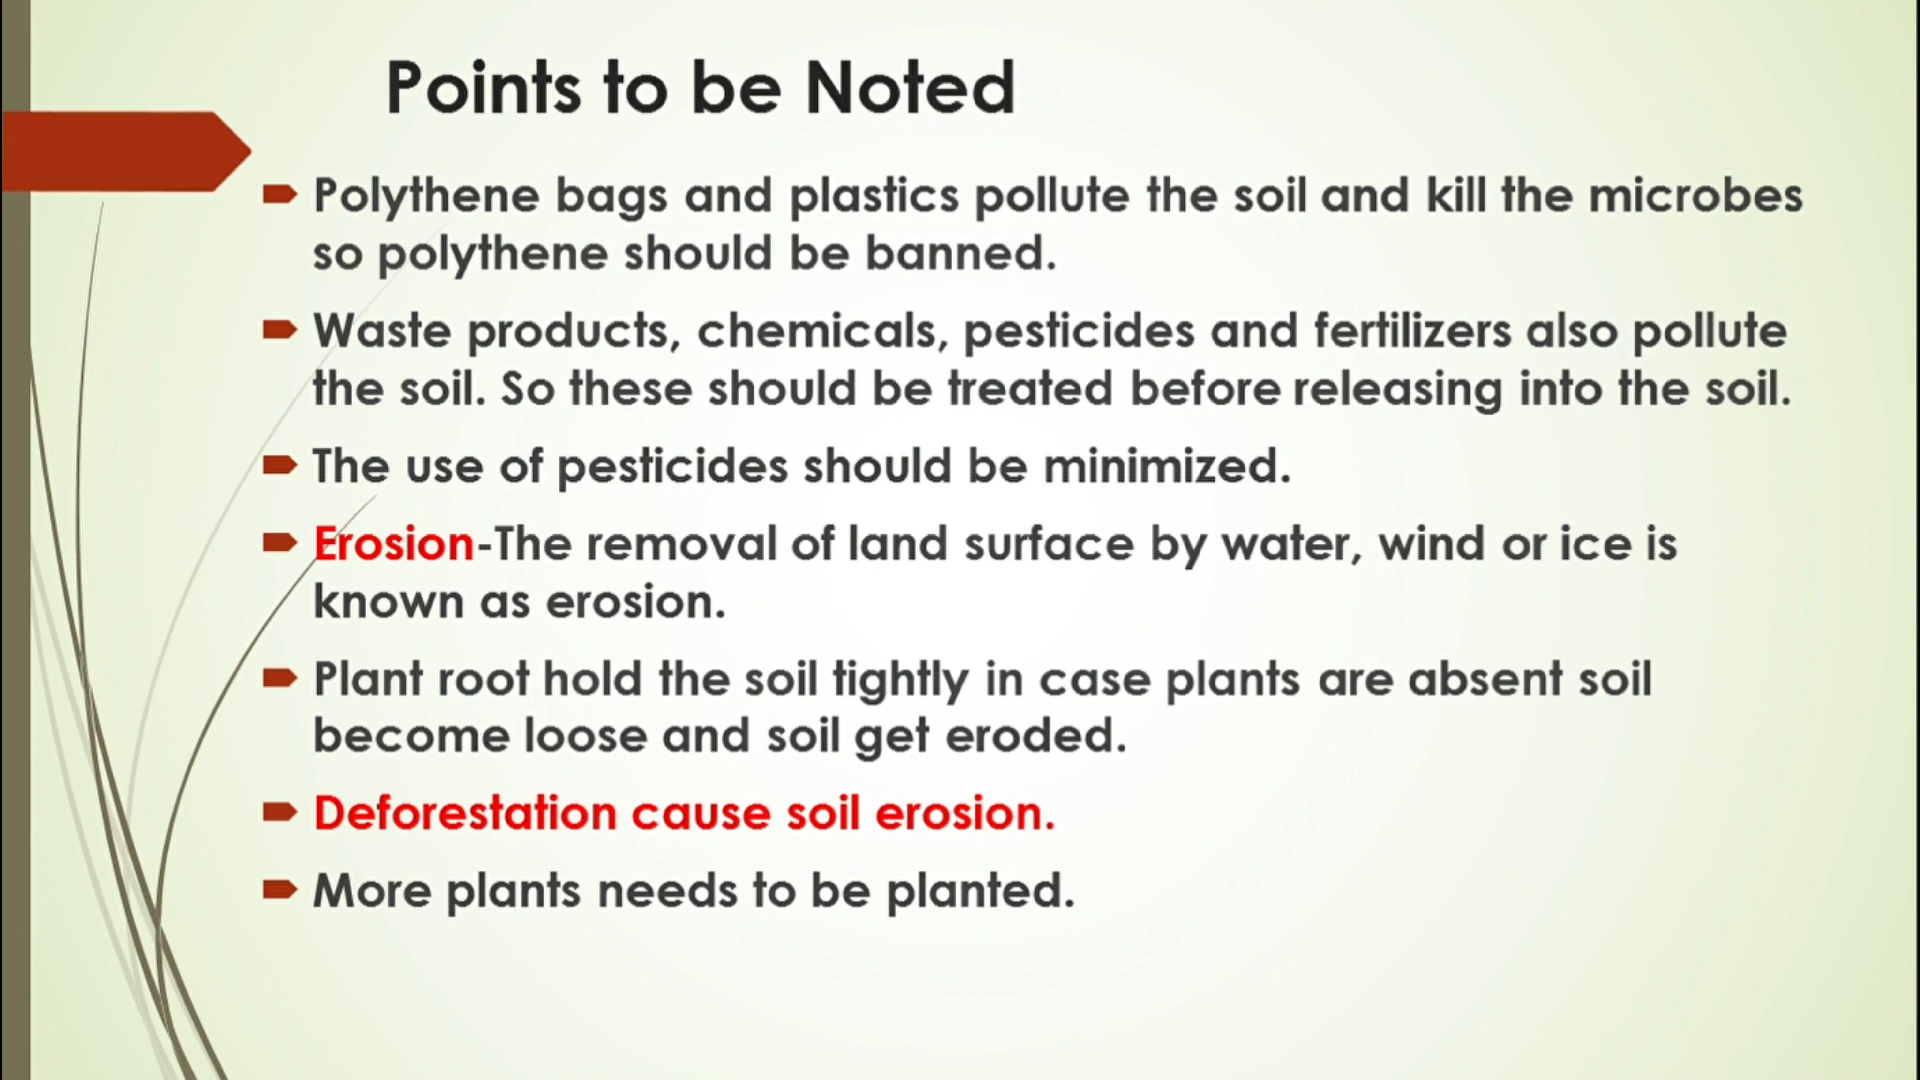 Points to be Noted
Polythene bags and plastics pollute the soil and kill the microbes
so polythene should be banned.
Waste products, chemicals, pesticides and fertilizers also pollute
the soil. So these should be treated before releasing into the soil.
The use of pesticides should be minimized.
Erosion-The removal of land surface by water, wind or ice is
known as erosion.
Plant root hold the soil tightly in case plants are absent soil
become loose and soil get eroded.
Deforestation cause soil erosion.
More plants needs to be planted.